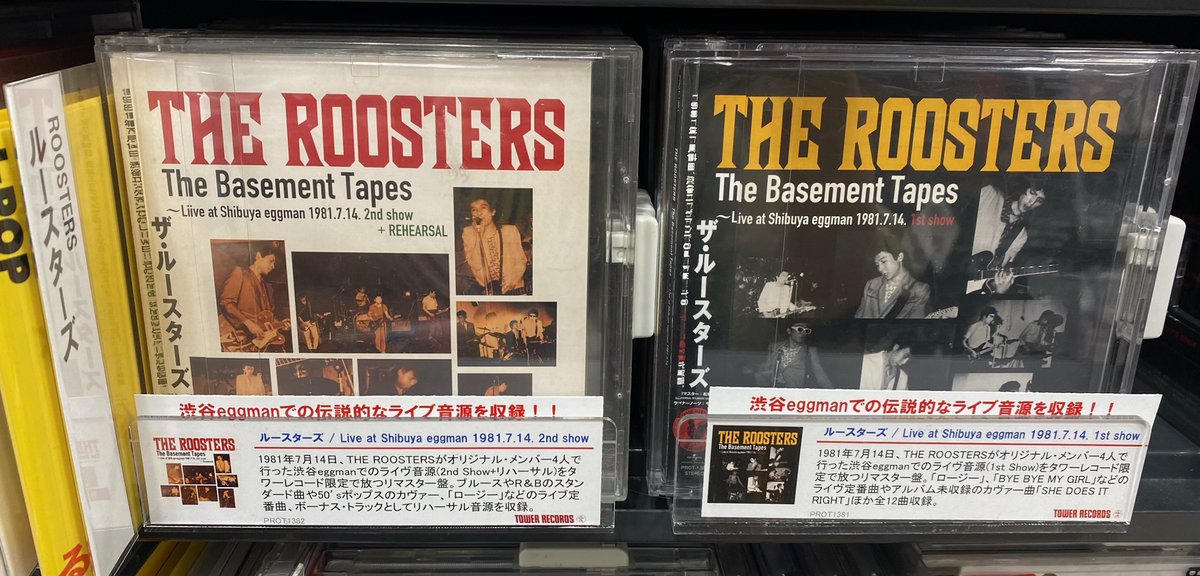 ROOSTERS
ルースターズ
J-POP
る
THE ROOSTERS
The Basement Tapes
~Liive at Shibuya eggman 1981.7.14. 2nd show
+ REHEARSAL
ザ・ルースターズ
渋谷eggmanでの伝説的なライブ音源を収録！！
THE ROOSTERS
The Basement Tapes
ルースターズ / Live at Shibuya eggman 1981.7.14. 2nd show
1981年7月14日、THE ROOSTERSがオリジナル・メンバー4人で
行った渋谷eggmanでのライヴ音源(2nd Show+リハーサル)をタ
ワーレコード限定で放つリマスター盤。ブルースやR&Bのスタン
ダード曲や50'sポップスのカヴァー、「ロージー」などのライヴ定
番曲、ボーナス・トラックとしてリハーサル音源を収録。
PROT1382
TOWER RECORDS
THE ROOSTERS
The Basement Tapes
~Liive at Shibuya eggman 1981.7.14. 1st show
ザ・ルースターズ
渋谷eggmanでの伝説的なライブ音源を収録！！
THE ROOSTERS
The Basement Tapes
ルースターズ / Live at Shibuya eggman 1981.7.14. 1st show
1981年7月14日、THE ROOSTERSがオリジナル・メンバー4人で
行った渋谷eggmanでのライヴ音源(1st Show)をタワーレコード限
定で放つリマスター盤。「ロージー」、「BYE BYE MY GIRL」などの
ライヴ定番曲やアルバム未収録のカヴァー曲「SHE DOES IT
RIGHT」ほか全12曲収録。
PROT1381
TOWER RECORDS